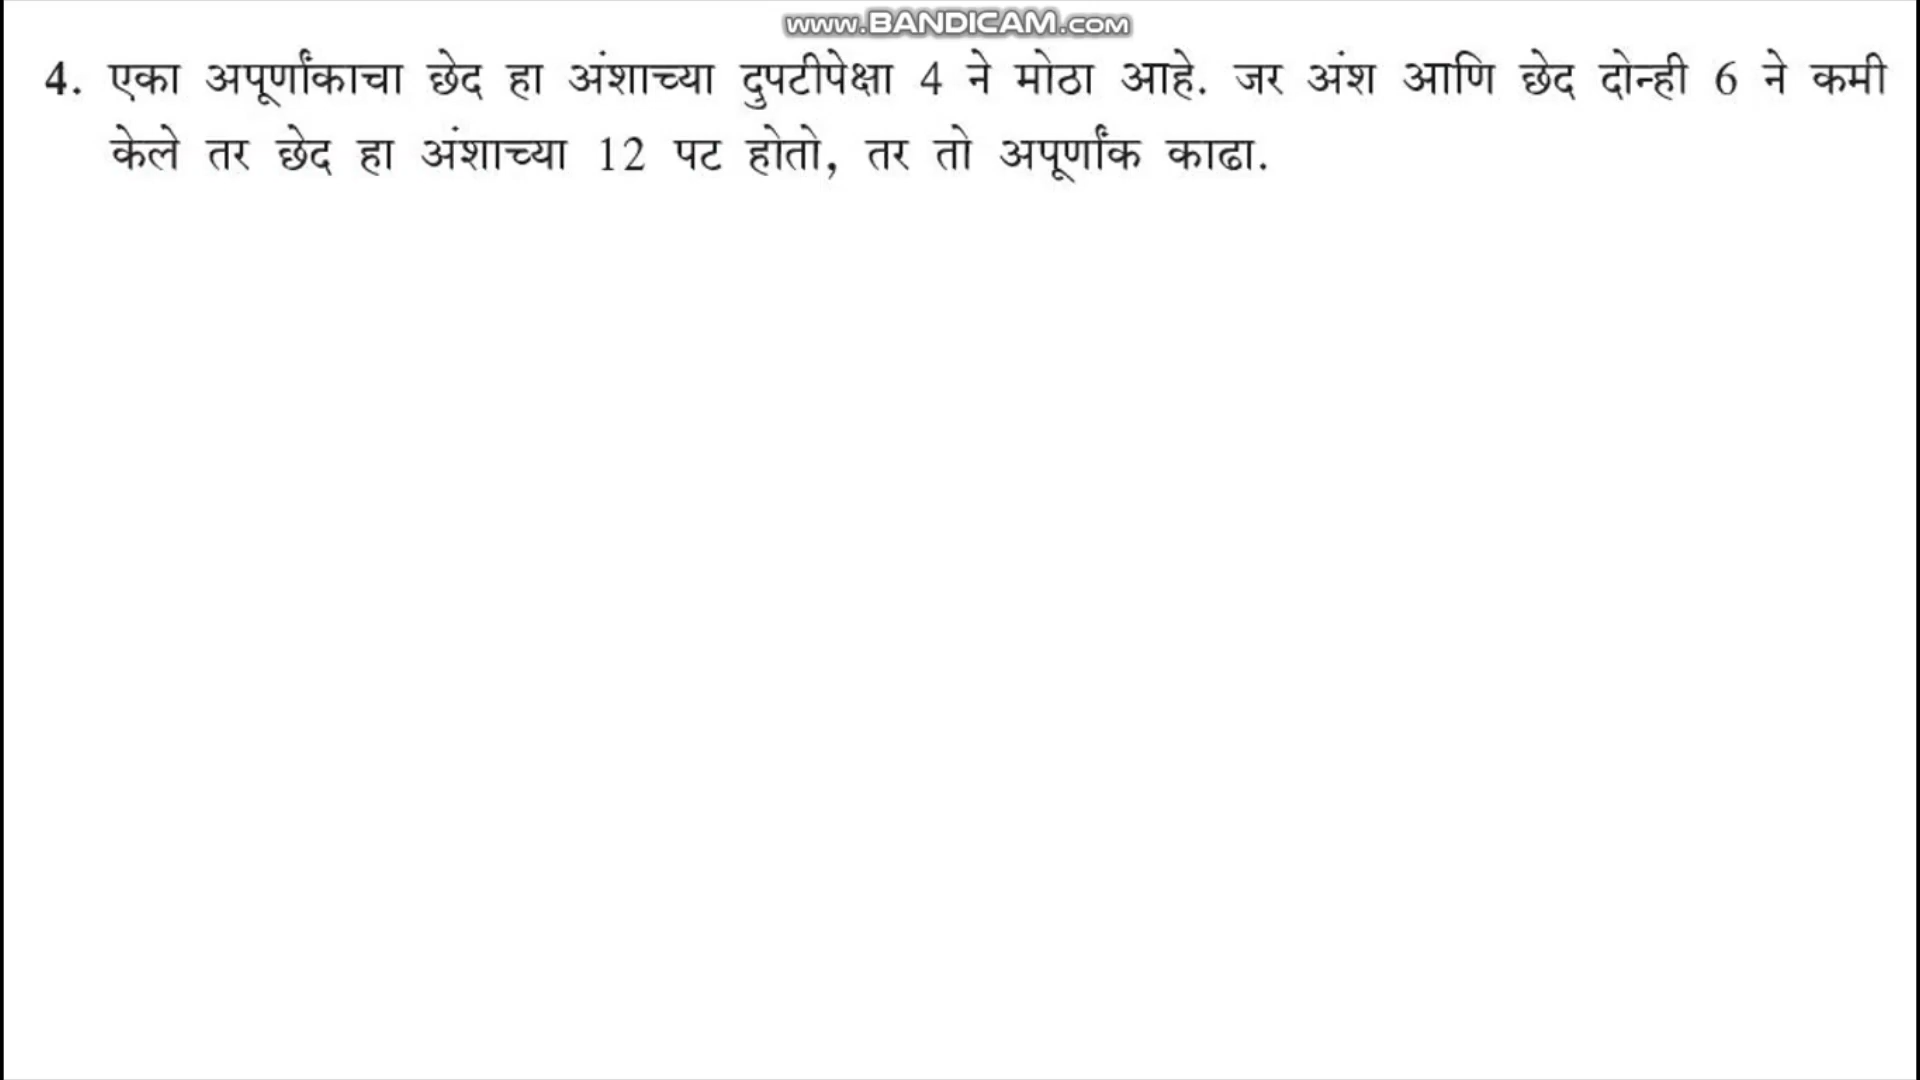 www.BANDICAM.com
4. एका अपूर्णांकाचा छेद हा अंशाच्या दुपटीपेक्षा 4 ने मोठा आहे. जर अंश आणि छेद दोन्ही 6 ने कमी
केले तर छेद हा अंशाच्या 12 पट होतो, तर तो अपूर्णांक काढा.